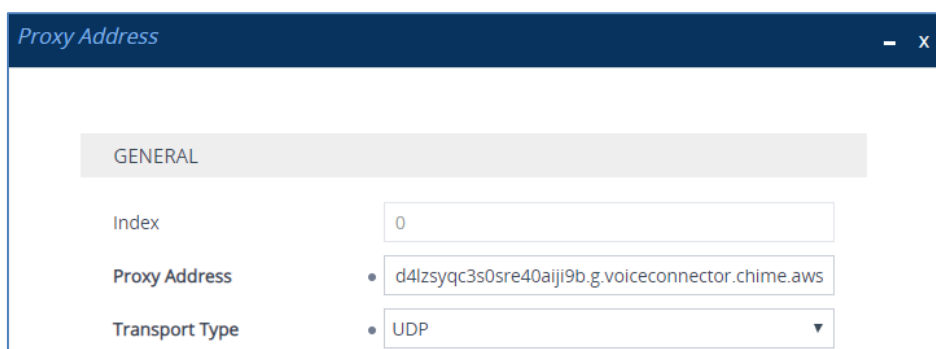 Proxy Address
– x
GENERAL
Index 0
Proxy Address d4lzsyqc3s0sre40aiji9b.g.voiceconnector.chime.aws
Transport Type UDP